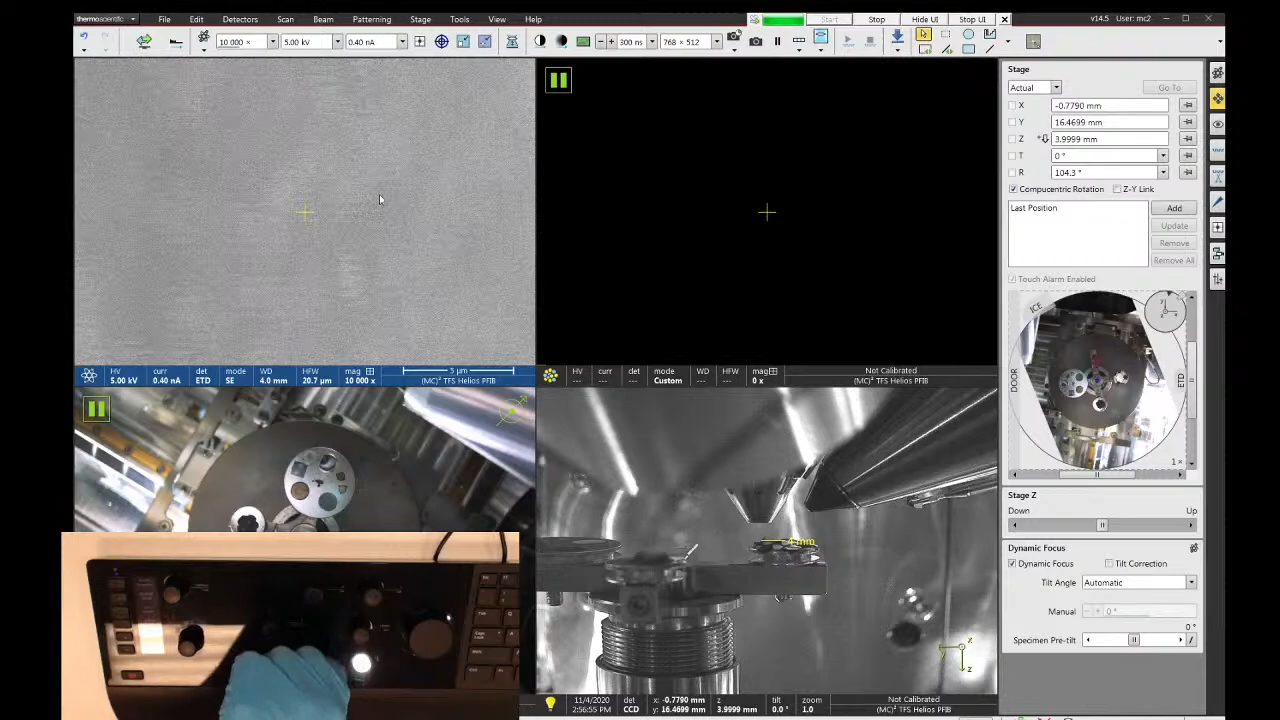 thermoscientific
File Edit Detectors Scan Beam Patterning Stage Tools View Window Help
Start Stop Hide UI Stop UI
v14.5 User: mc2
10 000 × 5.00 kV 0.40 nA 300 ns 768 × 512
Stage
Actual Go To
X -0.7790 mm
Y 16.4699 mm
Z 3.9999 mm
T 0 °
R 104.3 °
Compucentric Rotation Z-Y Link
Last Position
Add
Update
Remove
Remove All
Touch Alarm Enabled
ICE
DOOR
ETD
1×
HV curr det mode WD HFW mag 5 µm
5.00 kV 0.40 nA ETD SE 4.0 mm 20.7 µm 10 000 x (MC)² TFS Helios PFIB
HV curr det mode WD HFW mag Not Calibrated
--- --- --- Custom --- --- 0 x (MC)² TFS Helios PFIB
4 mm
Stage Z
Down Up
Dynamic Focus
Dynamic Focus Tilt Correction
Tilt Angle Automatic
Manual 0 °
0 °
Specimen Pre-tilt
x
y
z
11/4/2020 det x: -0.7790 mm z tilt zoom Not Calibrated
2:56:55 PM CCD y: 16.4699 mm 3.9999 mm 0.0 ° 1.0 (MC)² TFS Helios PFIB